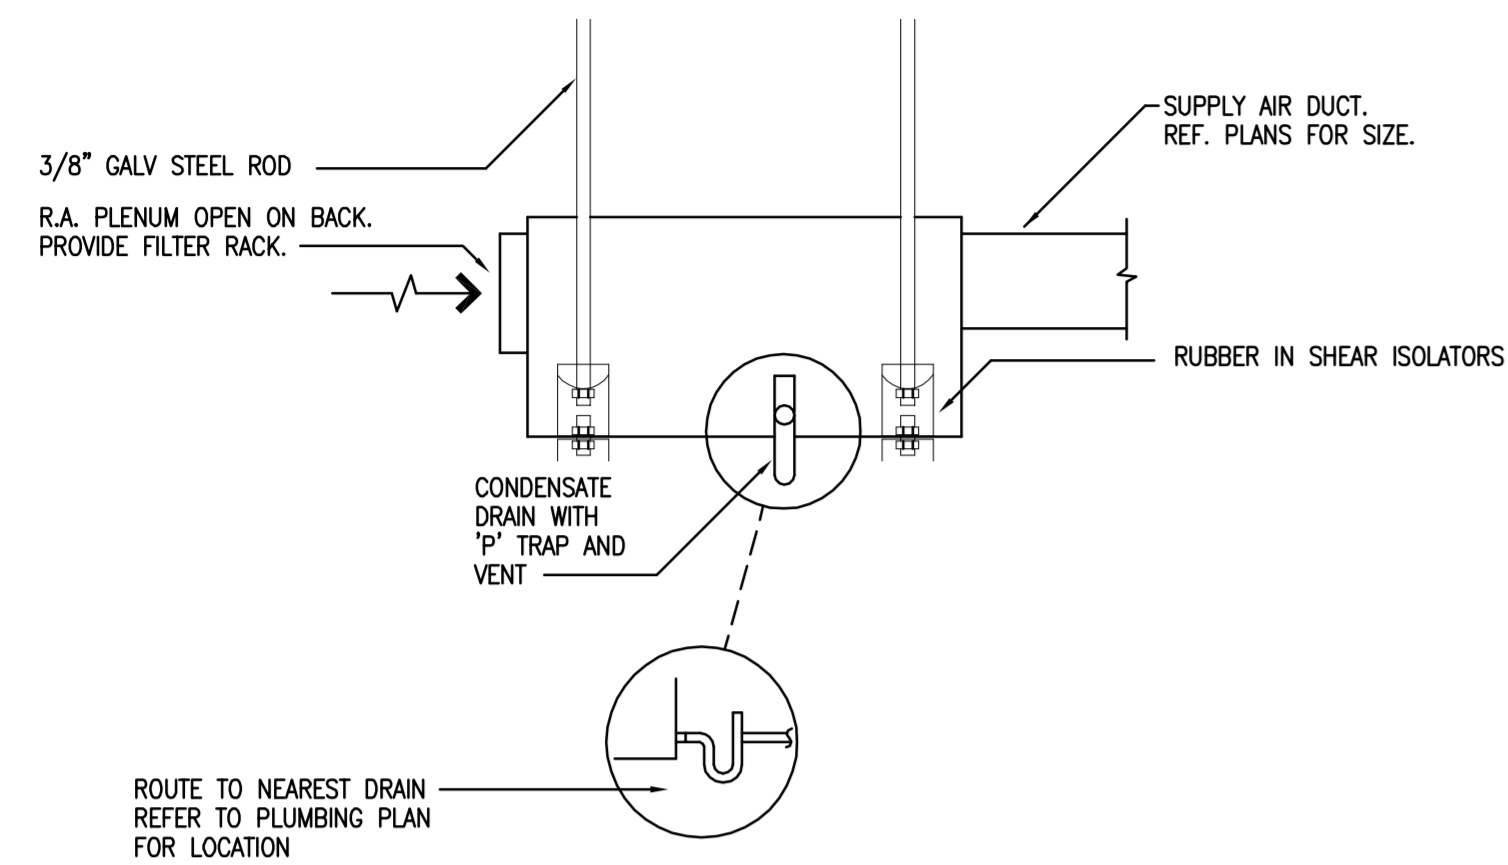 SUPPLY AIR DUCT.
REF. PLANS FOR SIZE.
3/8" GALV STEEL ROD
R.A. PLENUM OPEN ON BACK.
PROVIDE FILTER RACK.
RUBBER IN SHEAR ISOLATORS
CONDENSATE
DRAIN WITH
'P' TRAP AND
VENT
ROUTE TO NEAREST DRAIN
REFER TO PLUMBING PLAN
FOR LOCATION